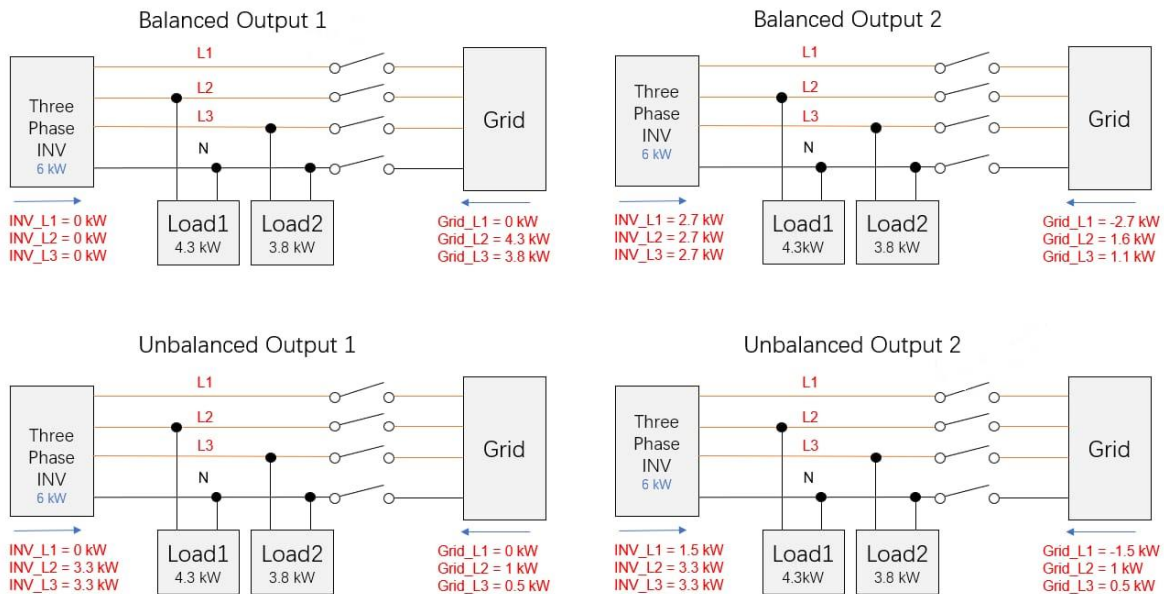 Balanced Output 1
L1
L2
L3
N
Three
Phase
INV
6 kW
Grid
Load1
4.3 kW
Load2
3.8 kW
INV_L1 = 0 kW
INV_L2 = 0 kW
INV_L3 = 0 kW
Grid_L1 = 0 kW
Grid_L2 = 4.3 kW
Grid_L3 = 3.8 kW
Balanced Output 2
L1
L2
L3
N
Three
Phase
INV
6 kW
Grid
Load1
4.3kW
Load2
3.8 kW
INV_L1 = 2.7 kW
INV_L2 = 2.7 kW
INV_L3 = 2.7 kW
Grid_L1 = -2.7 kW
Grid_L2 = 1.6 kW
Grid_L3 = 1.1 kW
Unbalanced Output 1
L1
L2
L3
N
Three
Phase
INV
6 kW
Grid
Load1
4.3 kW
Load2
3.8 kW
INV_L1 = 0 kW
INV_L2 = 3.3 kW
INV_L3 = 3.3 kW
Grid_L1 = 0 kW
Grid_L2 = 1 kW
Grid_L3 = 0.5 kW
Unbalanced Output 2
L1
L2
L3
N
Three
Phase
INV
6 kW
Grid
Load1
4.3kW
Load2
3.8 kW
INV_L1 = 1.5 kW
INV_L2 = 3.3 kW
INV_L3 = 3.3 kW
Grid_L1 = -1.5 kW
Grid_L2 = 1 kW
Grid_L3 = 0.5 kW